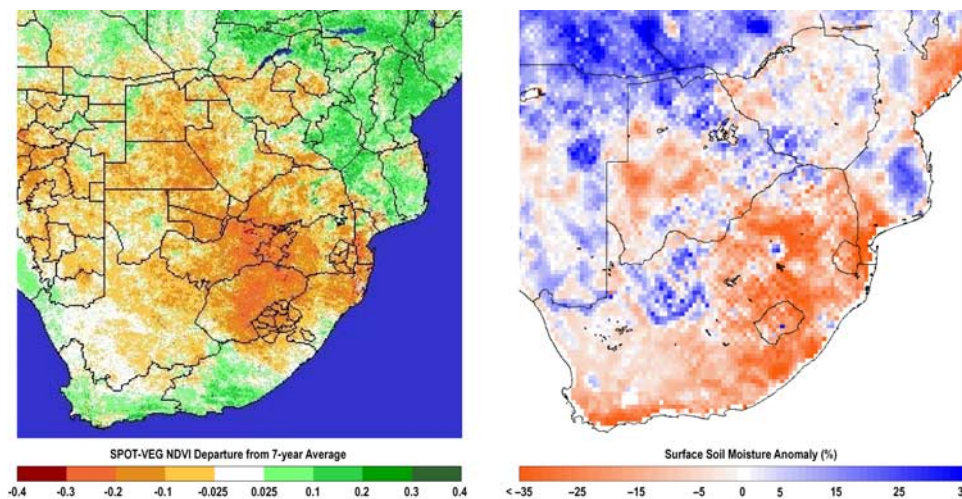 SPOT-VEG NDVI Departure from 7-year Average
-0.4 -0.3 -0.2 -0.1 -0.025 0.025 0.1 0.2 0.3 0.4
Surface Soil Moisture Anomaly (%)
< -35 -25 -15 -5 5 15 25